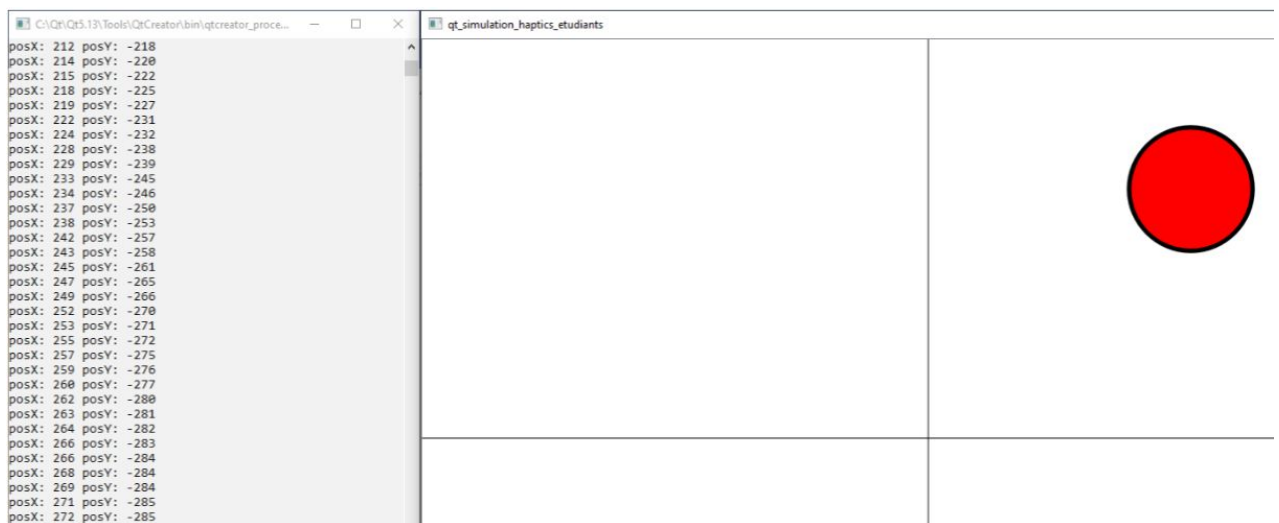 C:\Qt\Qt5.13\Tools\QtCreator\bin\qtcreator_proce...
posX: 212 posY: -218
posX: 214 posY: -220
posX: 215 posY: -222
posX: 218 posY: -225
posX: 219 posY: -227
posX: 222 posY: -231
posX: 224 posY: -232
posX: 228 posY: -238
posX: 229 posY: -239
posX: 233 posY: -245
posX: 234 posY: -246
posX: 237 posY: -250
posX: 238 posY: -253
posX: 242 posY: -257
posX: 243 posY: -258
posX: 245 posY: -261
posX: 247 posY: -265
posX: 249 posY: -266
posX: 252 posY: -270
posX: 253 posY: -271
posX: 255 posY: -272
posX: 257 posY: -275
posX: 259 posY: -276
posX: 260 posY: -277
posX: 262 posY: -280
posX: 263 posY: -281
posX: 264 posY: -282
posX: 266 posY: -283
posX: 266 posY: -284
posX: 268 posY: -284
posX: 269 posY: -284
posX: 271 posY: -285
posX: 272 posY: -285
qt_simulation_haptics_etudiants